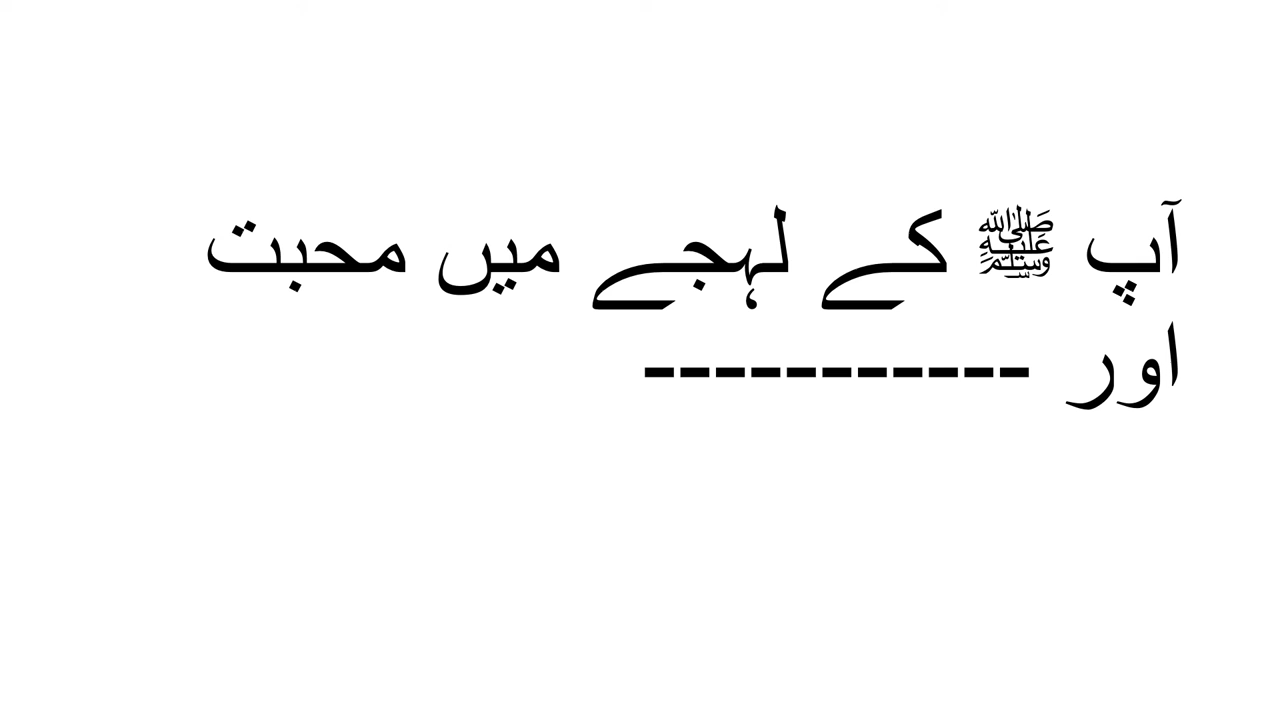 آپ ﷺ کے لہجے میں محبت
اور -----------